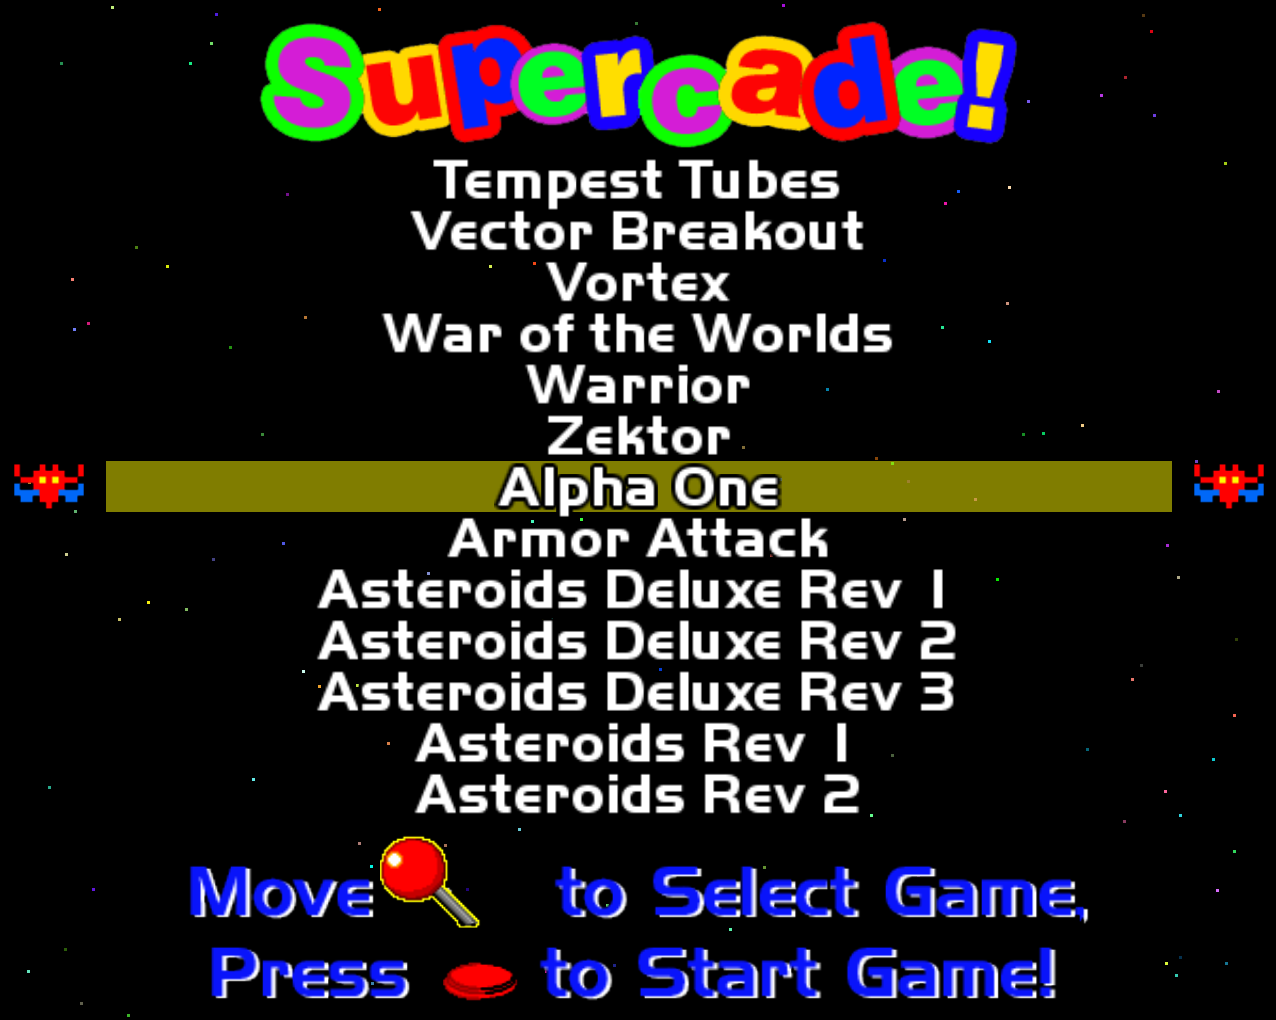 Supercade!
Tempest Tubes
Vector Breakout
Vortex
War of the Worlds
Warrior
Zektor
Alpha One
Armor Attack
Asteroids Deluxe Rev 1
Asteroids Deluxe Rev 2
Asteroids Deluxe Rev 3
Asteroids Rev 1
Asteroids Rev 2
Move to Select Game,
Press to Start Game!